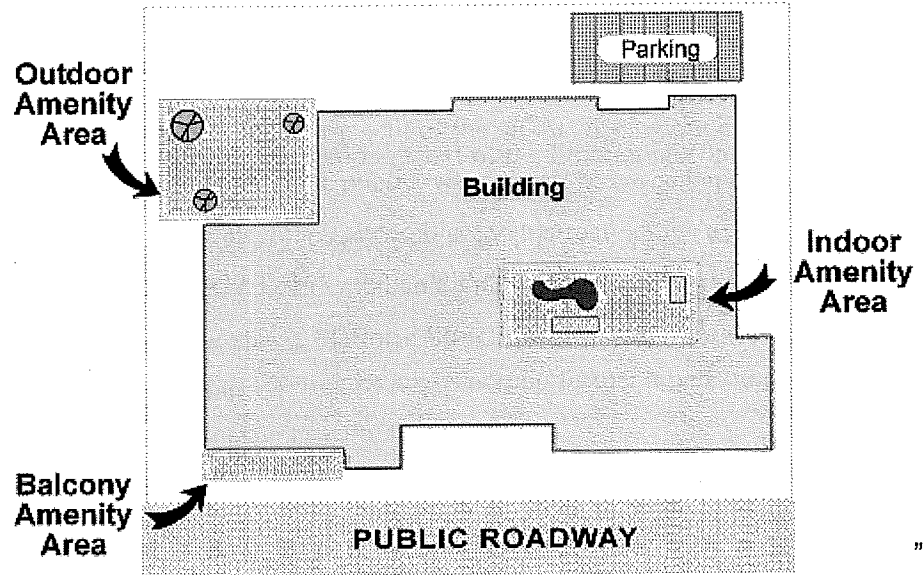 Parking
Outdoor
Amenity
Area
Building
Indoor
Amenity
Area
Balcony
Amenity
Area
PUBLIC ROADWAY
”